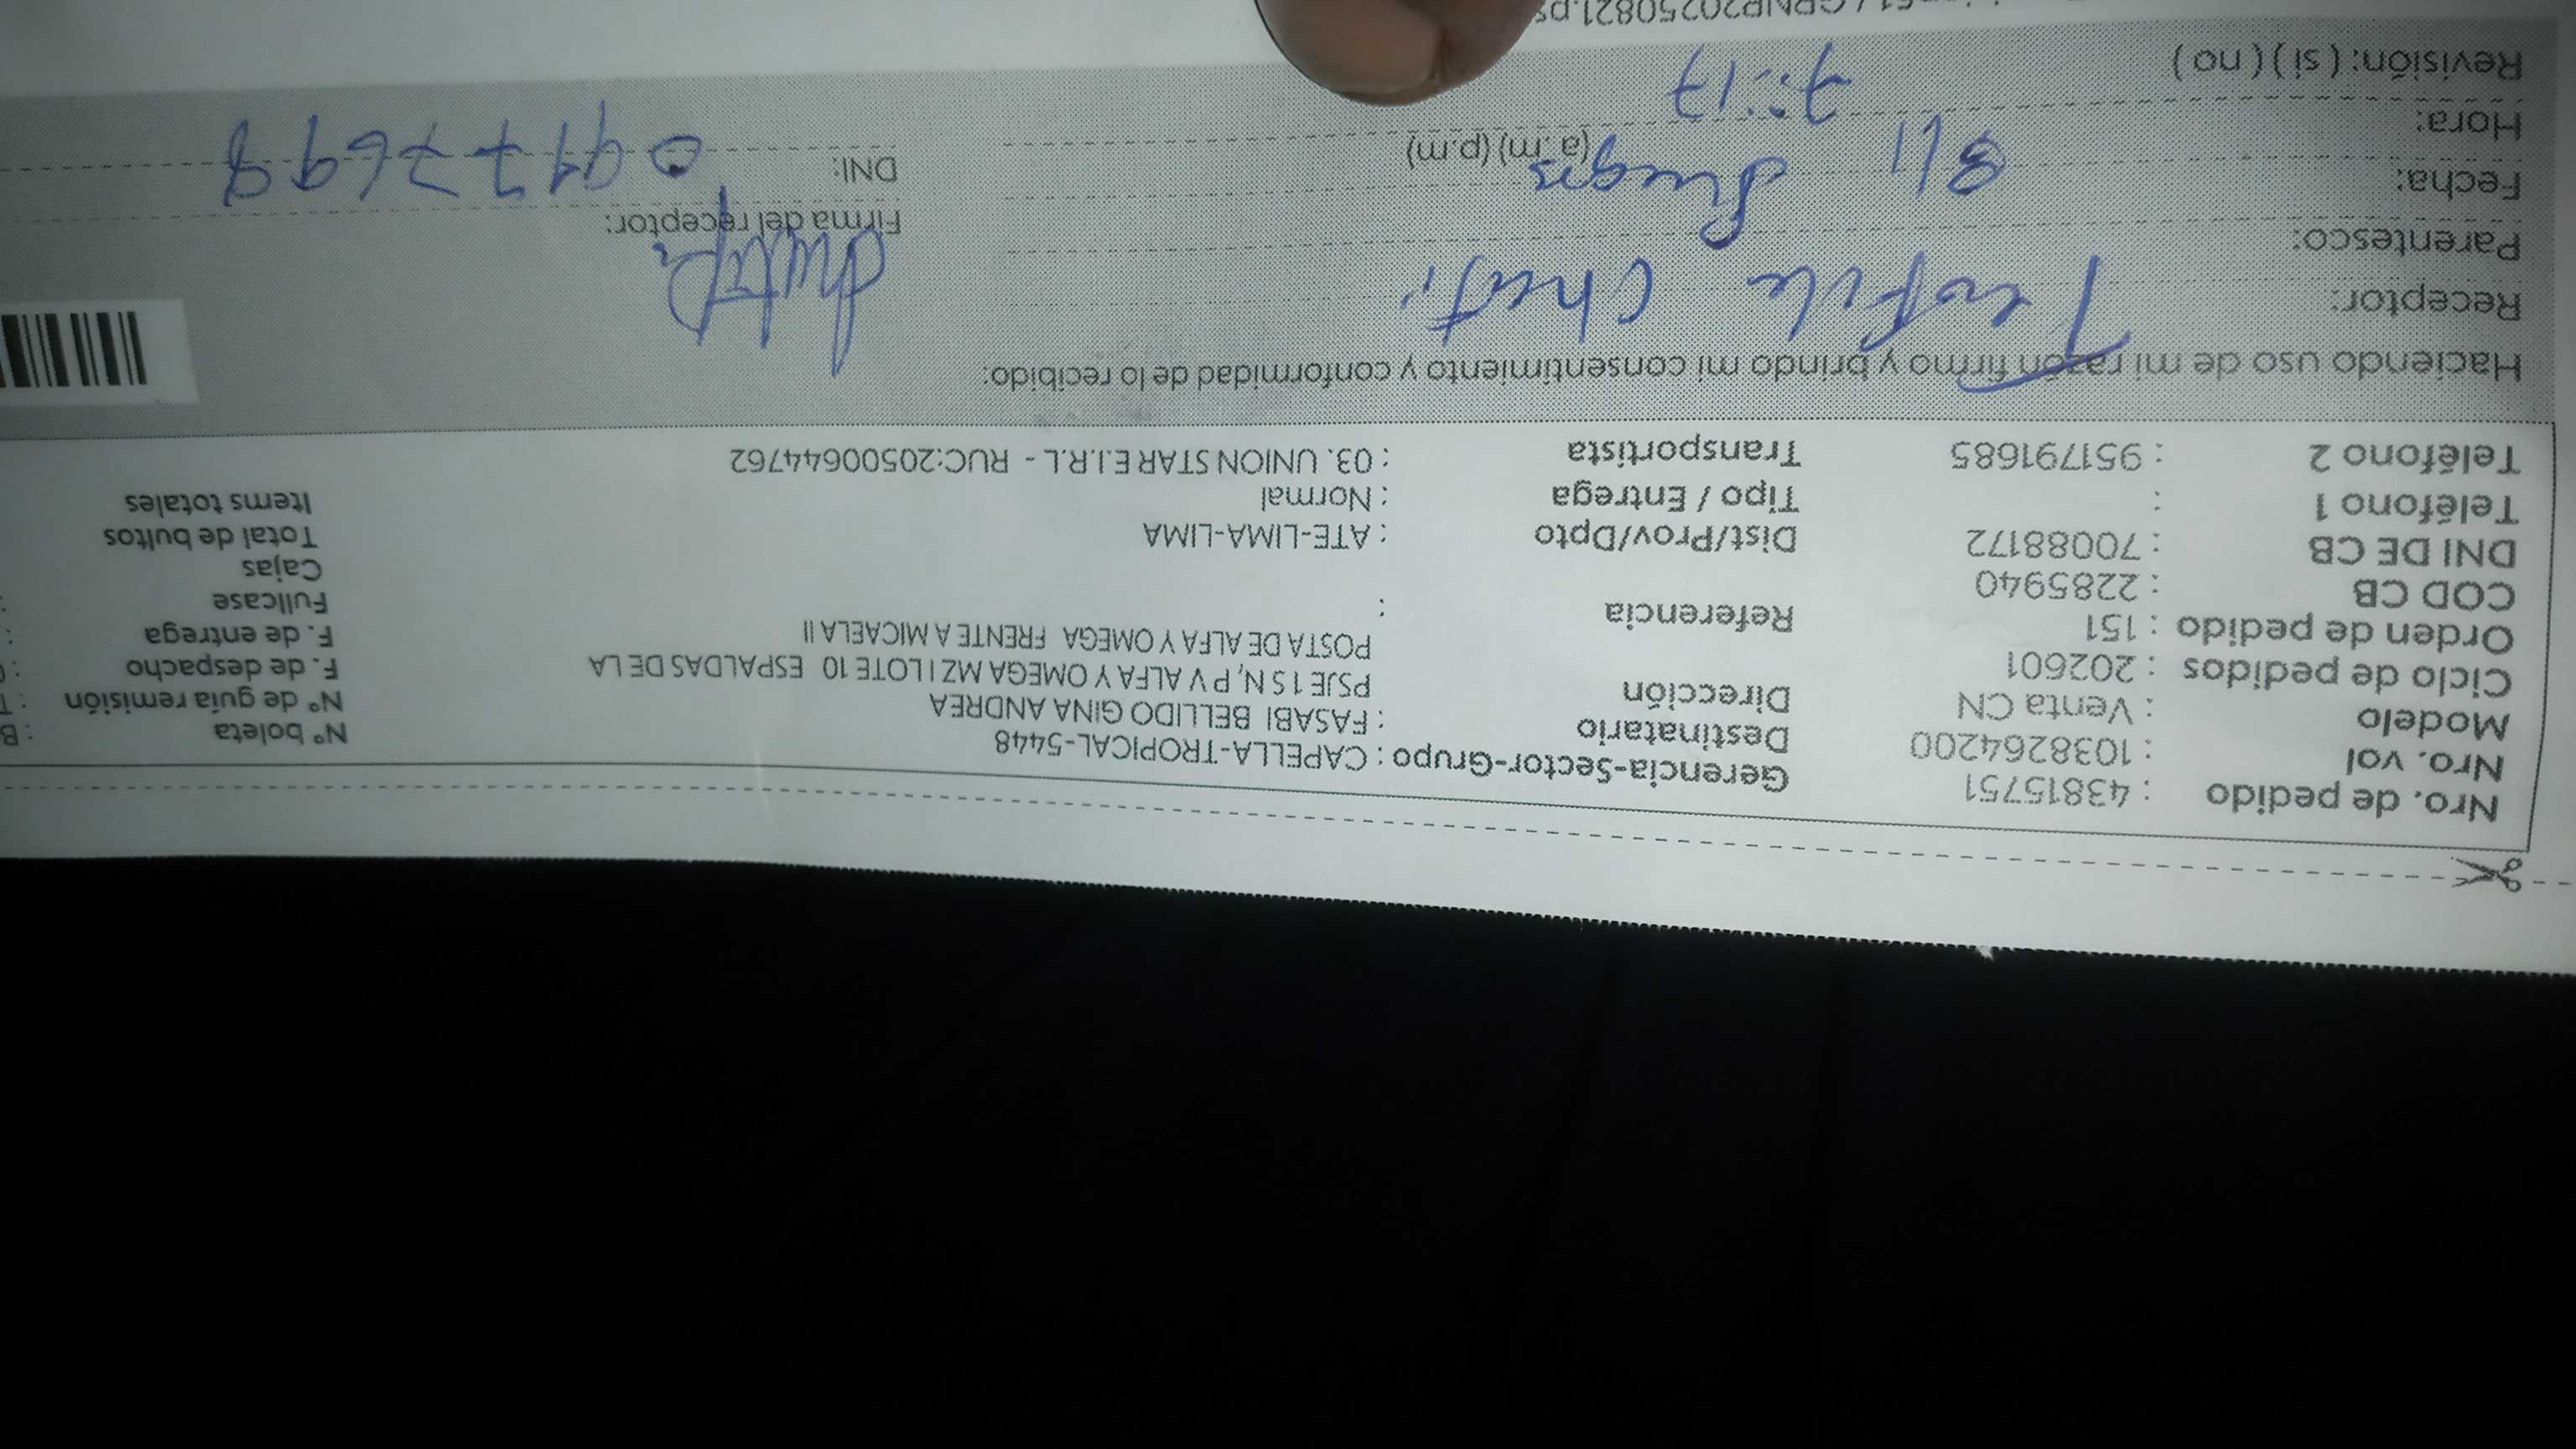 Nro. de pedido : 43815751
Nro. vol : 1038264200
Modelo : Venta CN
Ciclo de pedidos : 202601
Orden de pedido : 151
COD CB : 2285940
DNI DE CB : 70088172
Teléfono 1 :
Teléfono 2 : 951791685
Gerencia-Sector-Grupo : CAPELLA-TROPICAL-5448
Destinatario : FASABI BELLIDO GINA ANDREA
Dirección PSJE 1 S N, P V ALFA Y OMEGA MZ I LOTE 10 ESPALDAS DE LA
POSTA DE ALFA Y OMEGA FRENTE A MICAELA II
Referencia :
Dist/Prov/Dpto : ATE-LIMA-LIMA
Tipo / Entrega : Normal
Transportista : 03. UNION STAR E.I.R.L - RUC:20500644762
N° boleta : B
N° de guía remisión : T
F. de despacho :
F. de entrega :
Fullcase :
Cajas
Total de bultos
Items totales
Haciendo uso de mi razón firmo y brindo mi consentimiento y conformidad de lo recibido:
Receptor:
Parentesco:
Fecha: 8/1
Hora: 7:17 (a.m) (p.m)
Revisión: ( si ) ( no )
Firma del receptor:
DNI:
GRNIP20250821.ps